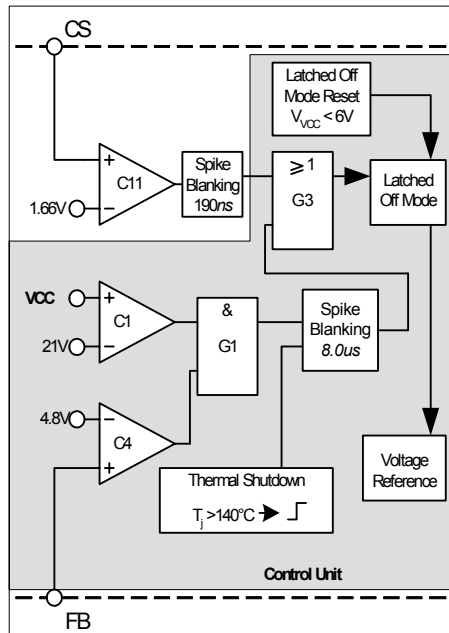 CS
Latched Off
Mode Reset
V_VCC < 6V
+
C11
−
1.66V
Spike
Blanking
190ns
≥ 1
G3
Latched
Off Mode
VCC
+
C1
−
21V
&
G1
Spike
Blanking
8.0us
4.8V
−
C4
+
Thermal Shutdown
T_j >140°C
Voltage
Reference
Control Unit
FB